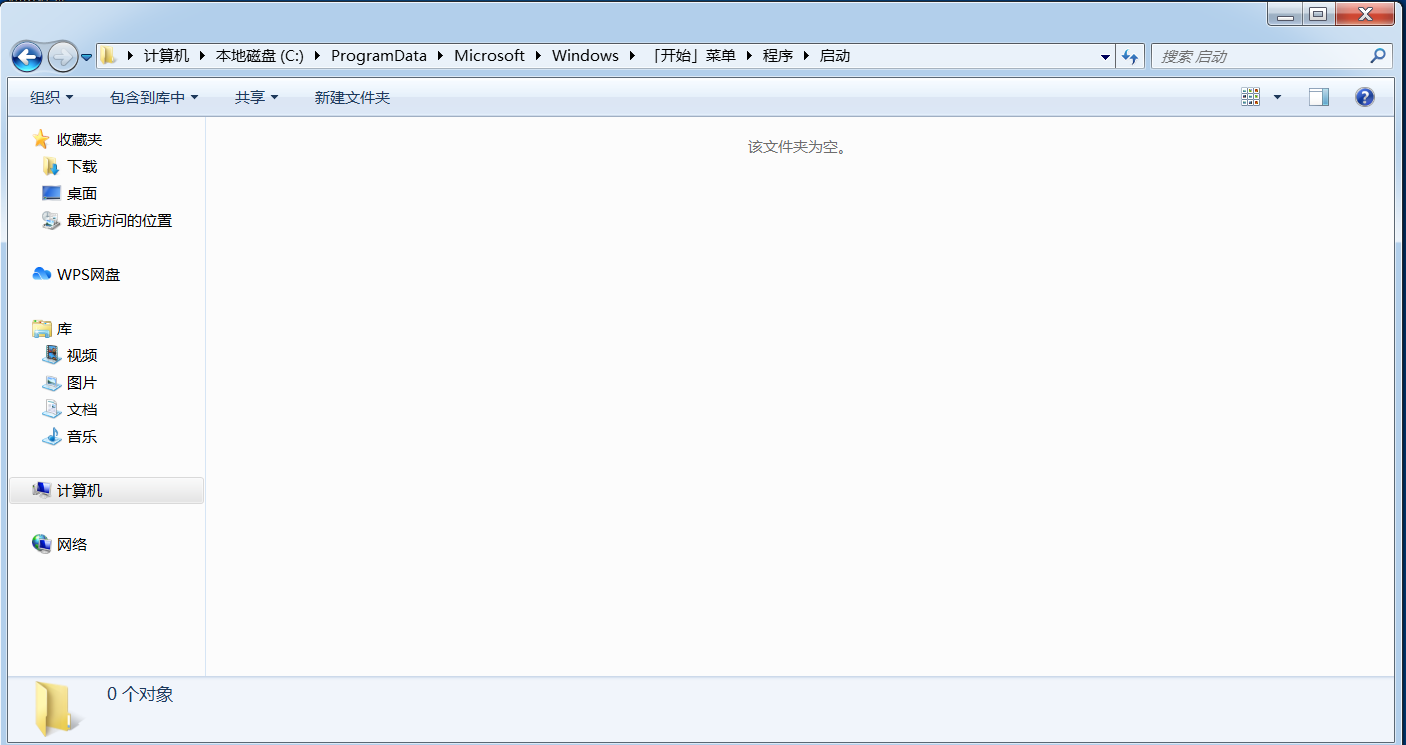 计算机 本地磁盘 (C:) ProgramData Microsoft Windows 「开始」菜单 程序 启动
搜索 启动
组织 包含到库中 共享 新建文件夹
收藏夹
下载
桌面
最近访问的位置
WPS网盘
库
视频
图片
文档
音乐
计算机
网络
该文件夹为空。
0 个对象